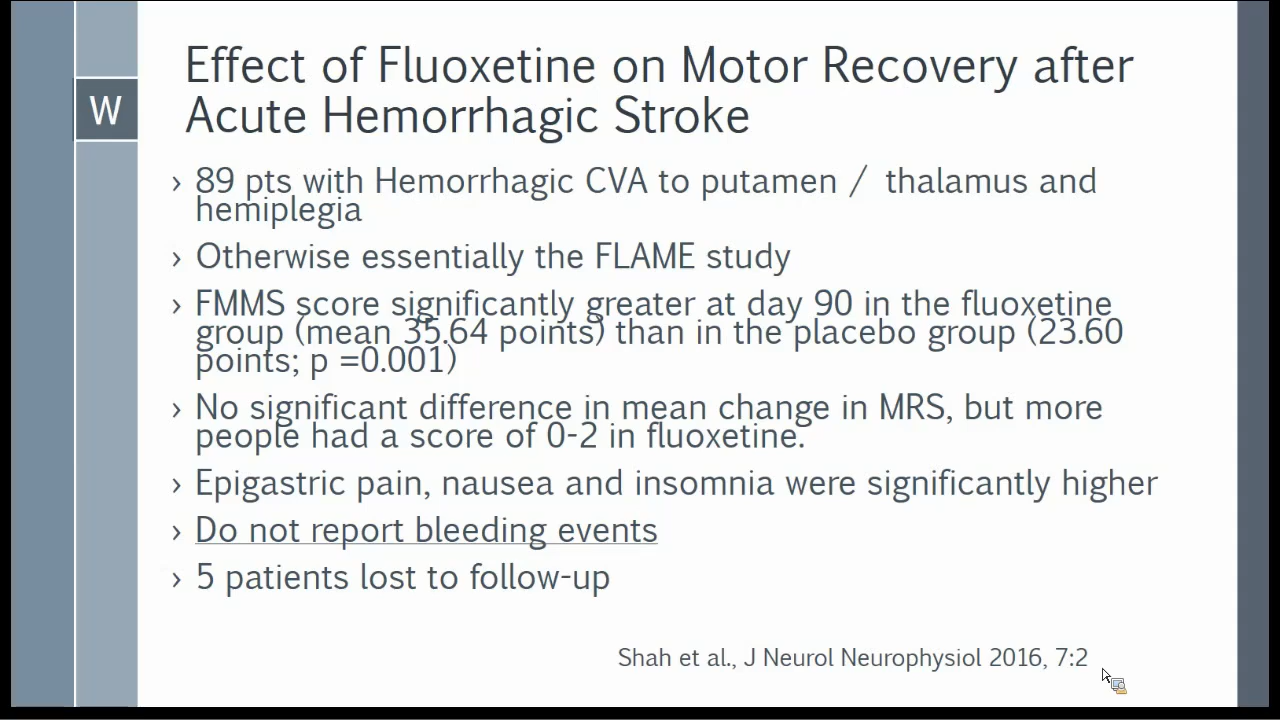 Effect of Fluoxetine on Motor Recovery after
Acute Hemorrhagic Stroke
W
› 89 pts with Hemorrhagic CVA to putamen / thalamus and
hemiplegia
› Otherwise essentially the FLAME study
› FMMS score significantly greater at day 90 in the fluoxetine
group (mean 35.64 points) than in the placebo group (23.60
points; p =0.001)
› No significant difference in mean change in MRS, but more
people had a score of 0-2 in fluoxetine.
› Epigastric pain, nausea and insomnia were significantly higher
› Do not report bleeding events
› 5 patients lost to follow-up
Shah et al., J Neurol Neurophysiol 2016, 7:2